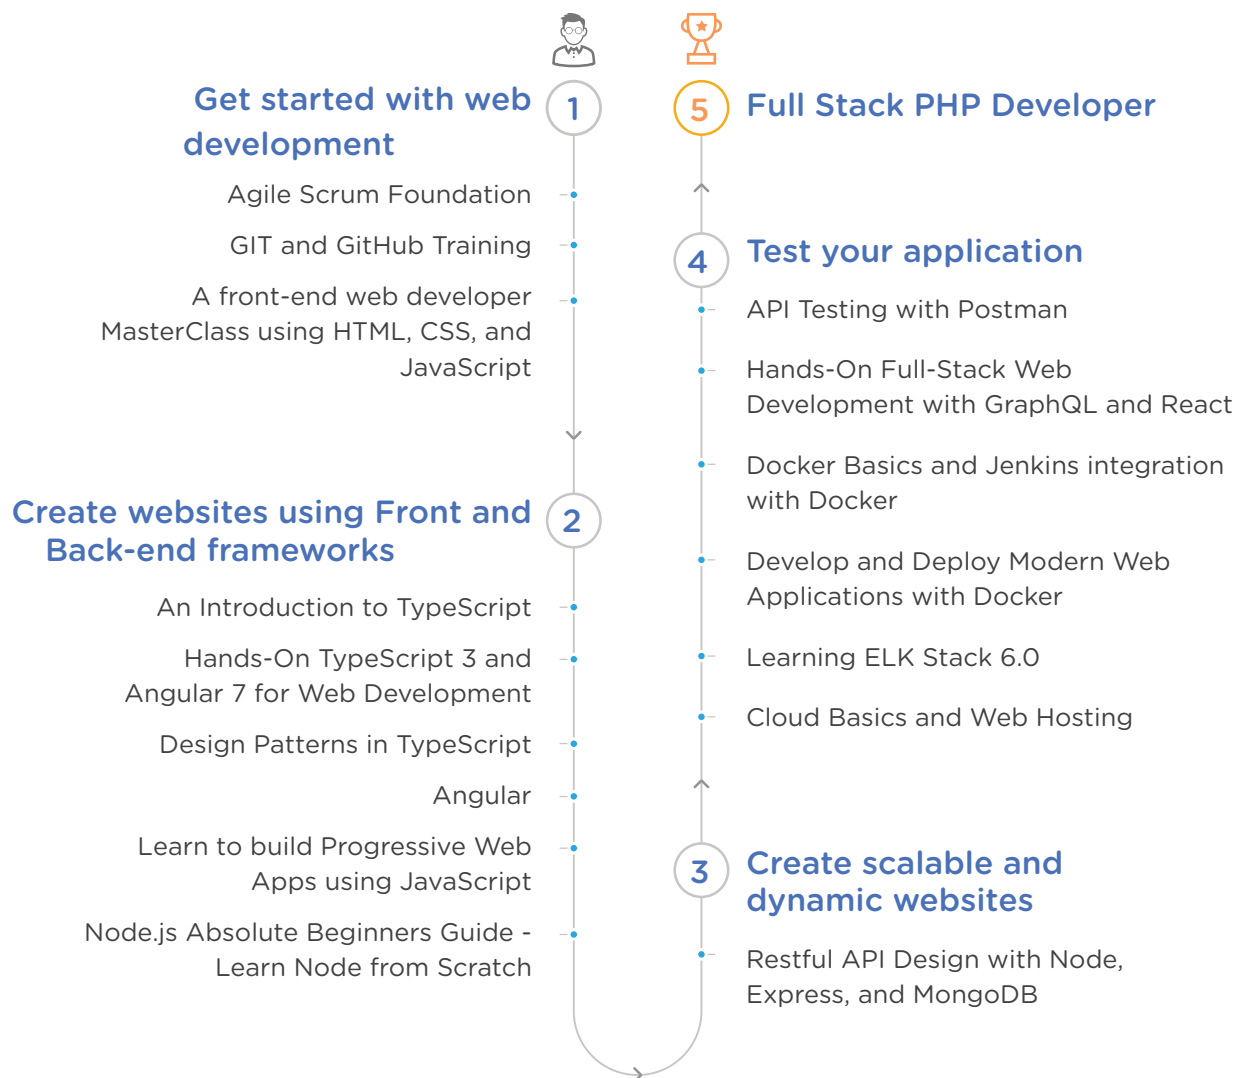 Get started with web
development
1
Agile Scrum Foundation
GIT and GitHub Training
A front-end web developer
MasterClass using HTML, CSS, and
JavaScript
Create websites using Front and
Back-end frameworks
2
An Introduction to TypeScript
Hands-On TypeScript 3 and
Angular 7 for Web Development
Design Patterns in TypeScript
Angular
Learn to build Progressive Web
Apps using JavaScript
Node.js Absolute Beginners Guide -
Learn Node from Scratch
3
Create scalable and
dynamic websites
Restful API Design with Node,
Express, and MongoDB
4
Test your application
API Testing with Postman
Hands-On Full-Stack Web
Development with GraphQL and React
Docker Basics and Jenkins integration
with Docker
Develop and Deploy Modern Web
Applications with Docker
Learning ELK Stack 6.0
Cloud Basics and Web Hosting
5
Full Stack PHP Developer